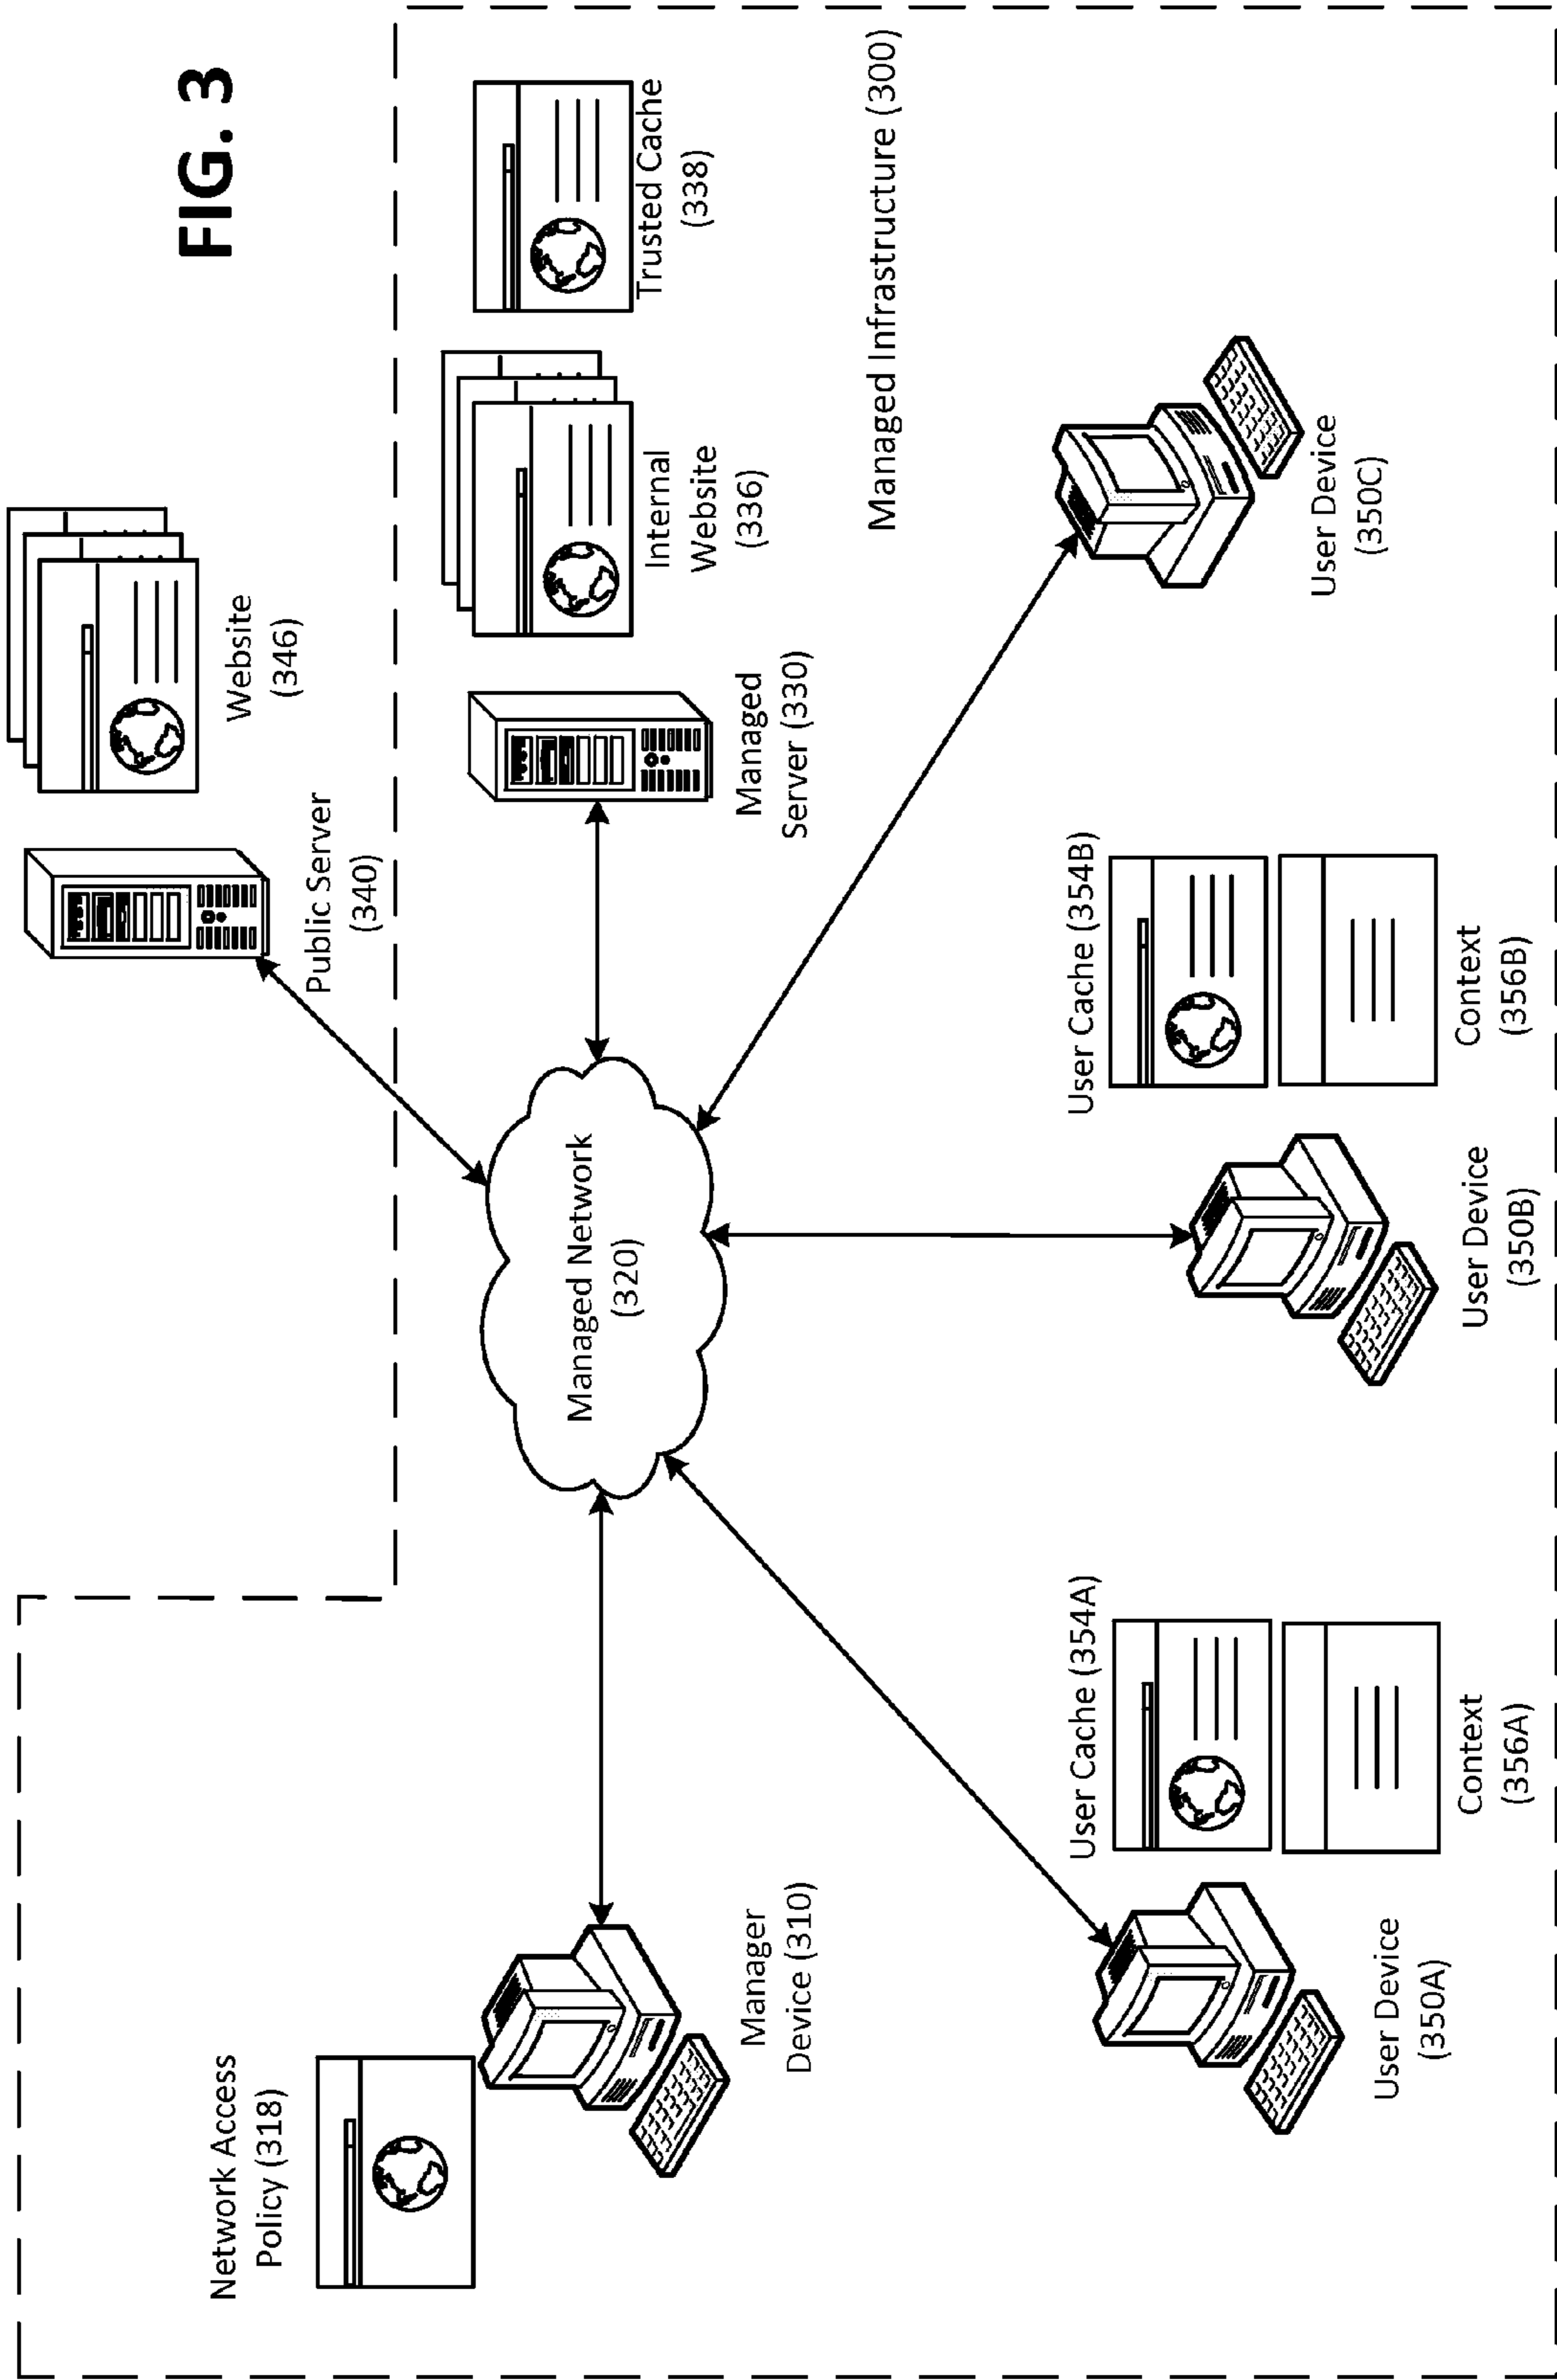 FIG. 3
Network Access
Policy (318)
Manager
Device (310)
Public Server
(340)
Website
(346)
Managed Network
(320)
Managed
Server (330)
Internal
Website
(336)
Trusted Cache
(338)
Managed Infrastructure (300)
User Device
(350A)
User Cache (354A)
Context
(356A)
User Device
(350B)
User Cache (354B)
Context
(356B)
User Device
(350C)